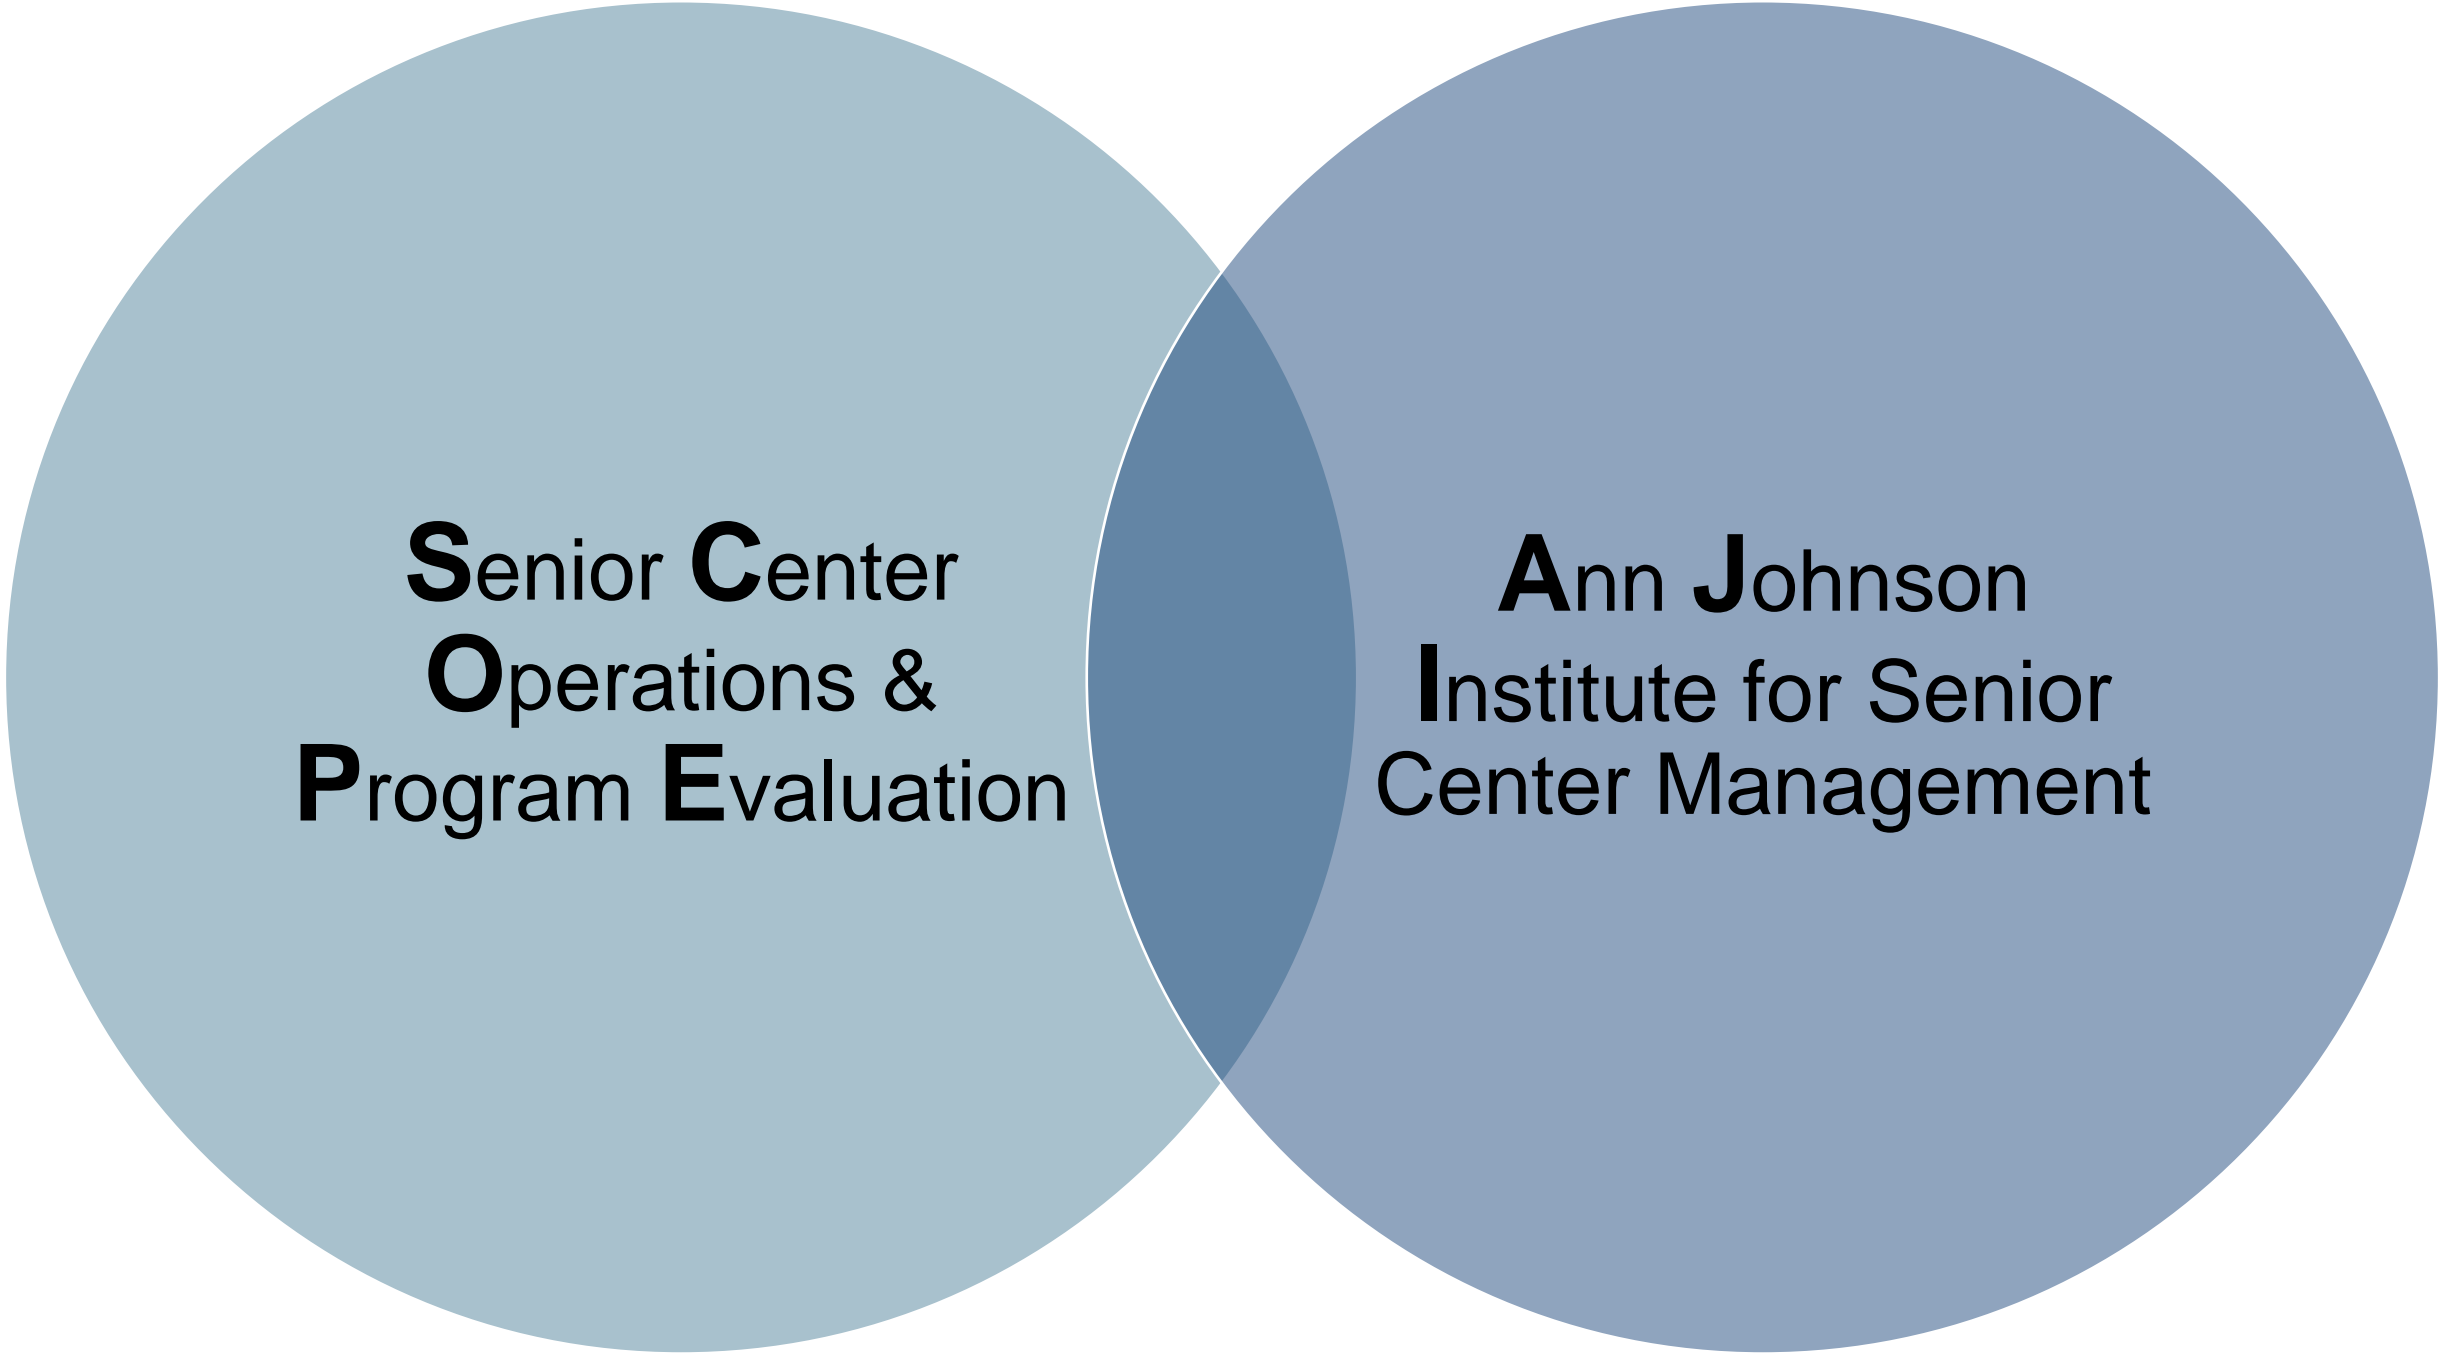 Senior Center
Operations &
Program Evaluation
Ann Johnson
Institute for Senior
Center Management